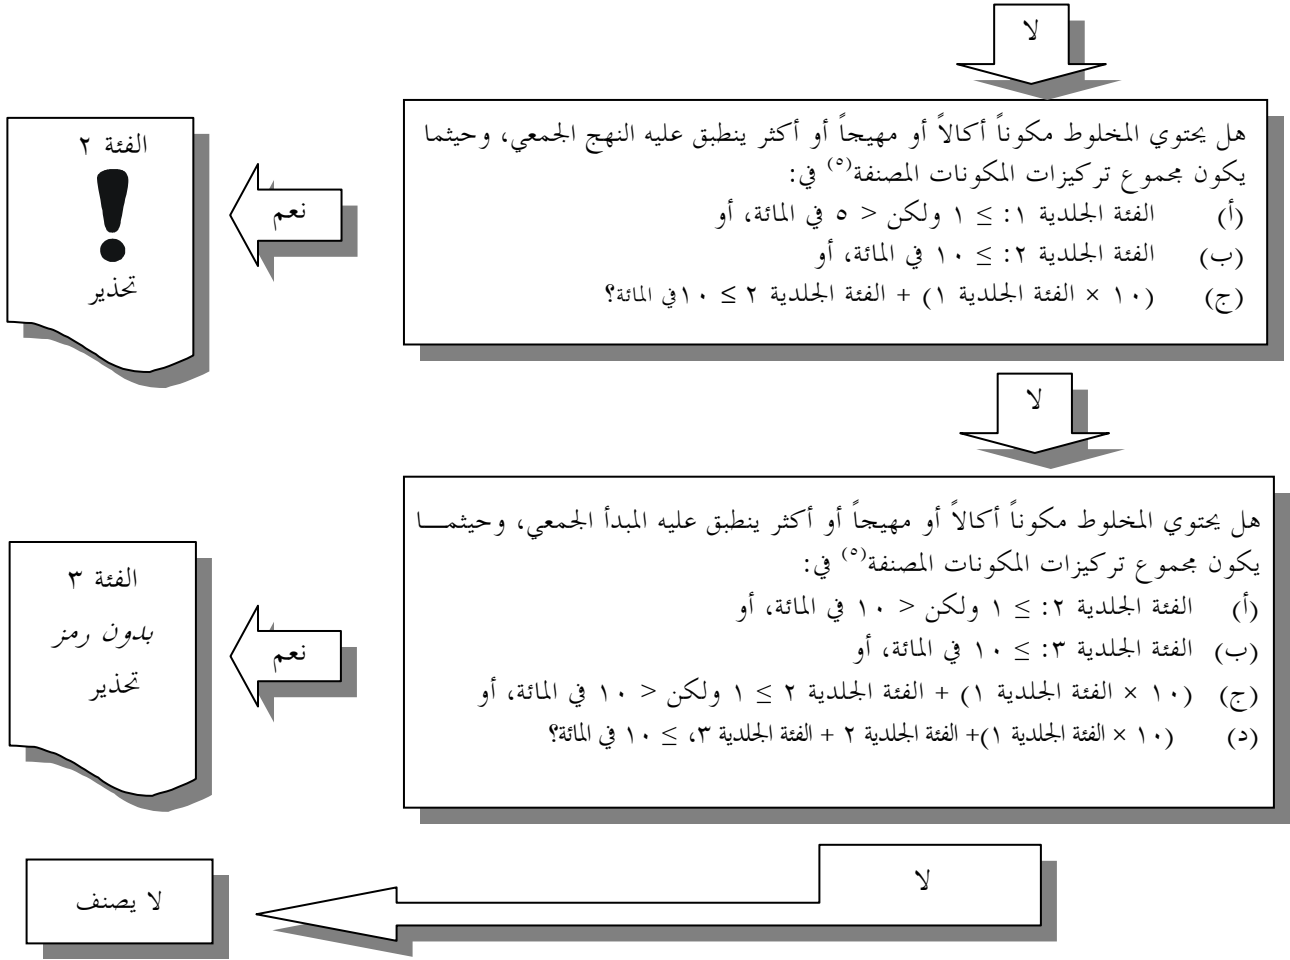 لا
هل يحتوي المخلوط مكوناً أكالاً أو مهيجاً أو أكثر ينطبق عليه النهج الجمعي، وحيثما
يكون مجموع تركيزات المكونات المصنفة(٥) في:
(أ) الفئة الجلدية ١: ≥ ١ ولكن < ٥ في المائة، أو
(ب) الفئة الجلدية ٢: ≥ ١٠ في المائة، أو
(ج) (١٠ × الفئة الجلدية ١) + الفئة الجلدية ٢ ≥ ١٠في المائة؟
نعم
الفئة ٢
تحذير
لا
هل يحتوي المخلوط مكوناً أكالاً أو مهيجاً أو أكثر ينطبق عليه المبدأ الجمعي، وحيثمـــا
يكون مجموع تركيزات المكونات المصنفة(٥) في:
(أ) الفئة الجلدية ٢: ≥ ١ ولكن < ١٠ في المائة، أو
(ب) الفئة الجلدية ٣: ≥ ١٠ في المائة، أو
(ج) (١٠ × الفئة الجلدية ١) + الفئة الجلدية ٢ ≥ ١ ولكن < ١٠ في المائة، أو
(د) (١٠ × الفئة الجلدية ١)+ الفئة الجلدية ٢ + الفئة الجلدية ٣، ≥ ١٠ في المائة؟
نعم
الفئة ٣
بدون رمز
تحذير
لا
لا يصنف